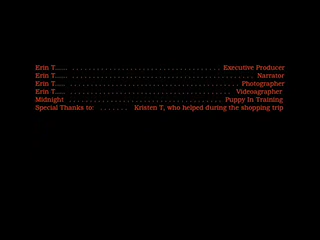 Erin T...... . . . . . . . . . . . . . . . . . . . . . . . . . . . . . . . . . . . . Executive Producer
Erin T...... . . . . . . . . . . . . . . . . . . . . . . . . . . . . . . . . . . . . . . . . . . . . Narrator
Erin T..... . . . . . . . . . . . . . . . . . . . . . . . . . . . . . . . . . . . . . . . . . Photographer
Erin T..... . . . . . . . . . . . . . . . . . . . . . . . . . . . . . . . . . . . . . . . Videoagrapher
Midnight . . . . . . . . . . . . . . . . . . . . . . . . . . . . . . . . . . . . . Puppy In Training
Special Thanks to: . . . . . . . Kristen T, who helped during the shopping trip